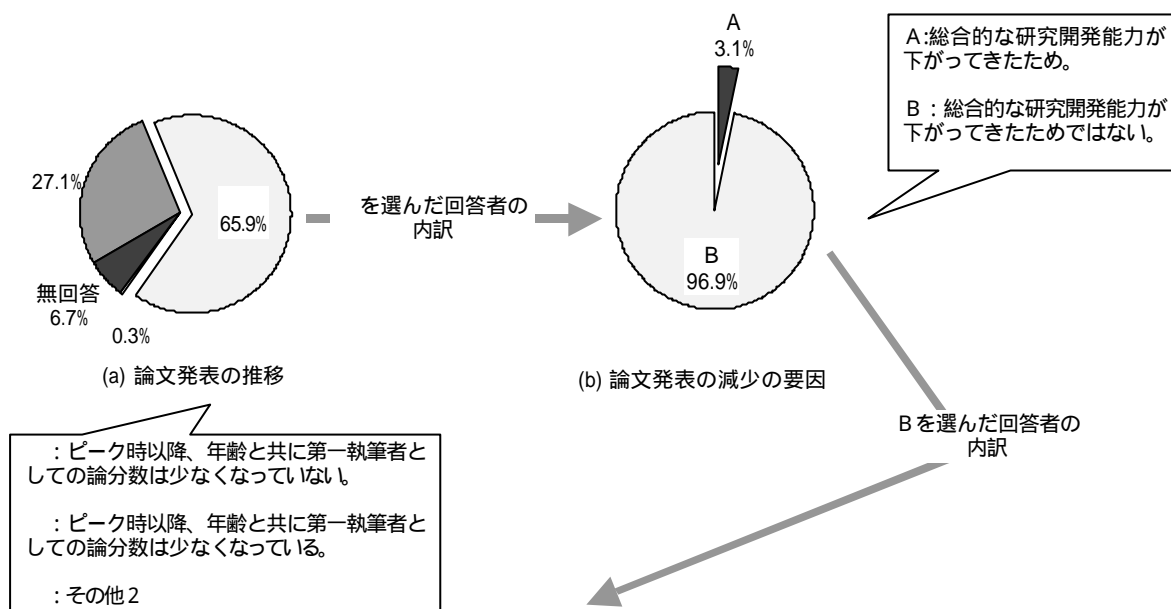 A
3.1%
A:総合的な研究開発能力が
下がってきたため。
B:総合的な研究開発能力が
下がってきたためではない。
27.1%
65.9%
無回答
6.7%
0.3%
を選んだ回答者の
内訳
B
96.9%
(a) 論文発表の推移
(b) 論文発表の減少の要因
:ピーク時以降、年齢と共に第一執筆者と
しての論分数は少なくなっていない。
:ピーク時以降、年齢と共に第一執筆者と
しての論分数は少なくなっている。
:その他2
Bを選んだ回答者の
内訳